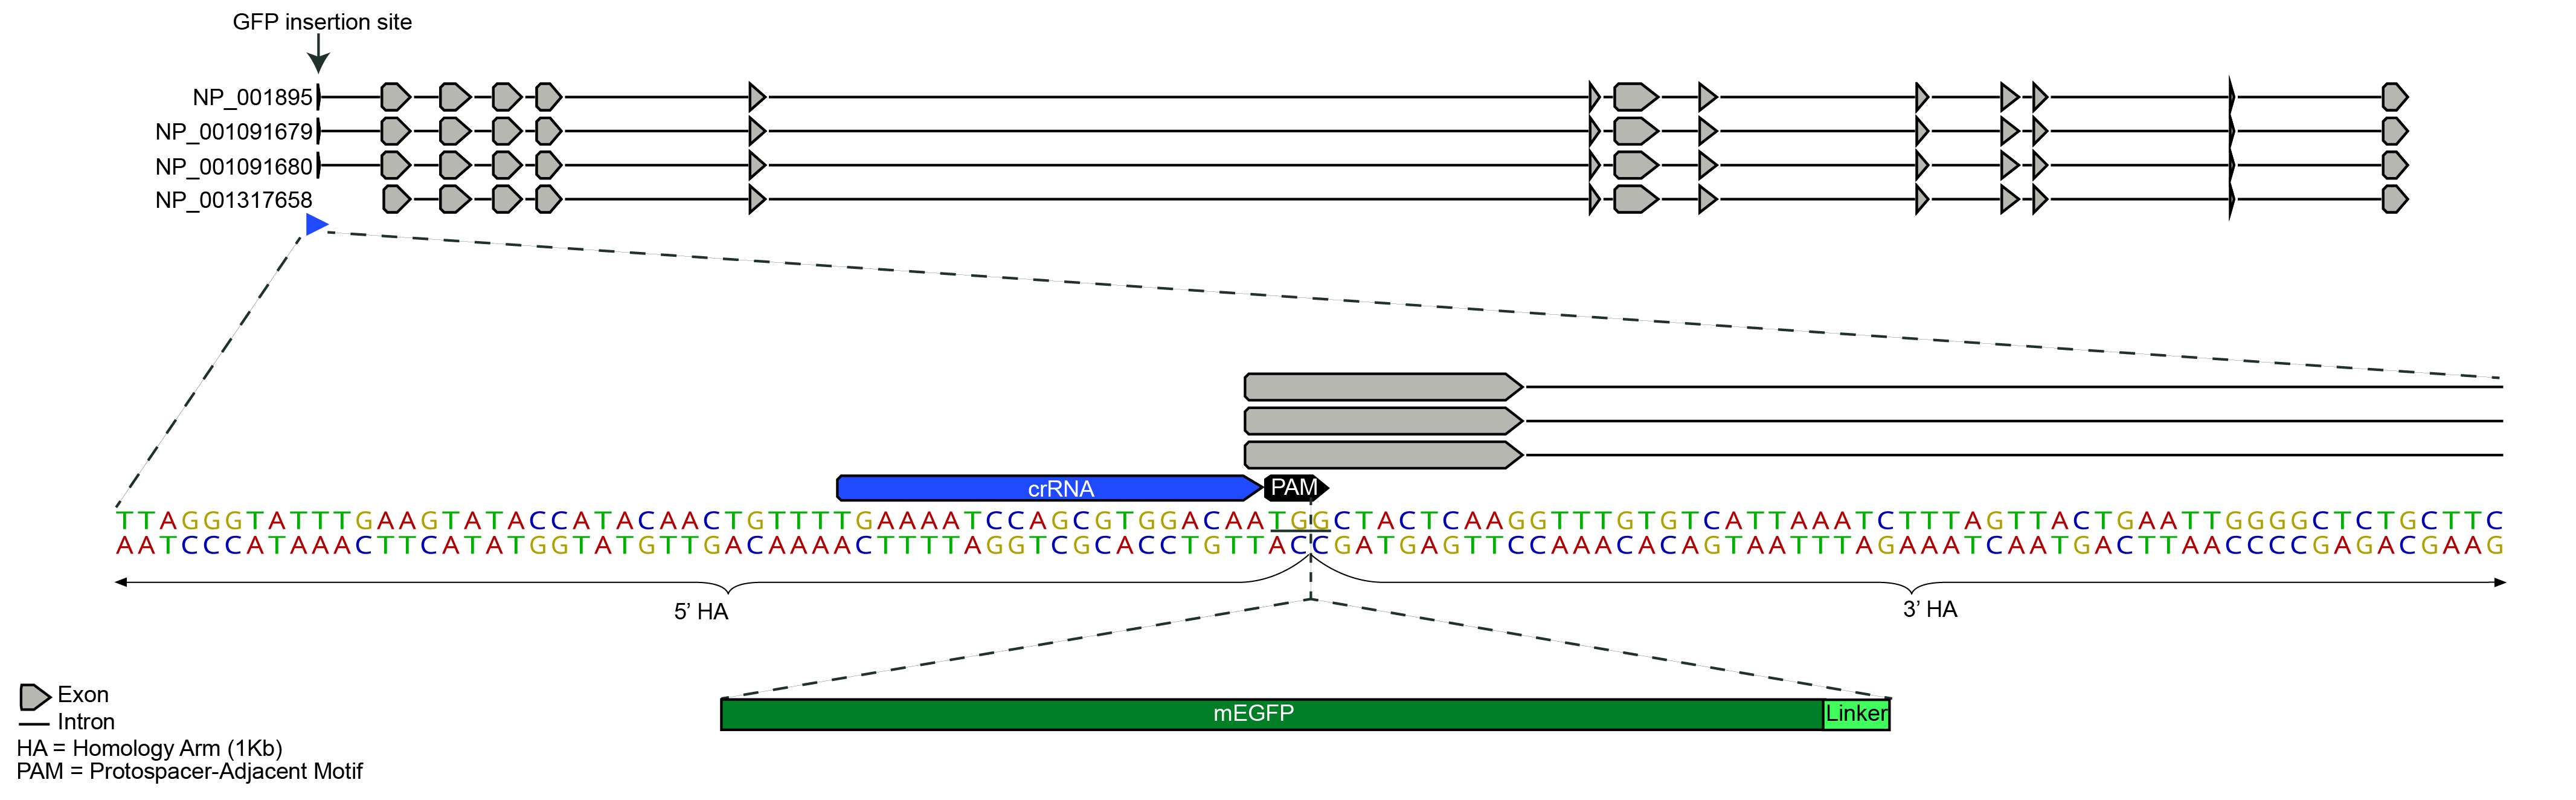 GFP insertion site
NP_001895
NP_001091679
NP_001091680
NP_001317658
crRNA
PAM
TTAGGGTATTTGAAGTATACCATACAACTGTTTTGAAAATCCAGCGTGGACAATGGCTACTCAAGGTTTGTGTCATTAAATCTTTAGTTACTGAATTGGGGCTCTGCTTC
AATCCCATAAACTTCATATGGTATGTTGACAAAACTTTTAGGTCGCACCTGTTACCGATGAGTTCCAAACACAGTAATTTAGAAATCAATGACTTAACCCCGAGACGAAG
5’ HA
3’ HA
mEGFP
Linker
Exon
Intron
HA = Homology Arm (1Kb)
PAM = Protospacer-Adjacent Motif